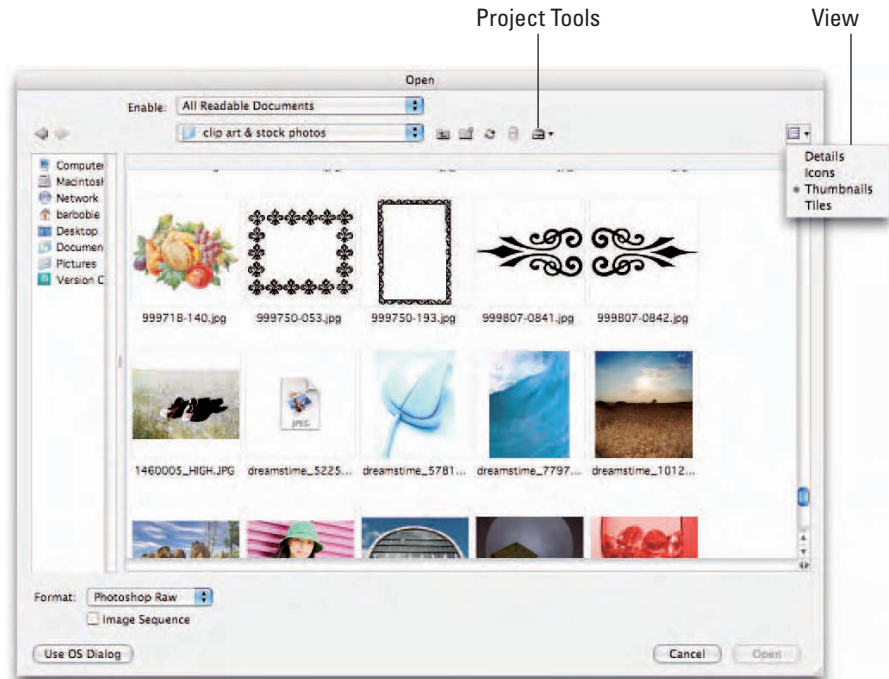 Project Tools
View
Open
Enable: All Readable Documents
clip art & stock photos
Details
Icons
Thumbnails
Tiles
Computer
Macintosh
Network
barbobie
Desktop
Documen
Pictures
Version C
999718-140.jpg 999750-053.jpg 999750-193.jpg 999807-0841.jpg 999807-0842.jpg
JPEG
1460005_HIGH.JPG dreamstime_5225... dreamstime_5781... dreamstime_7797... dreamstime_1012...
Format: Photoshop Raw
Image Sequence
Use OS Dialog
Cancel
Open